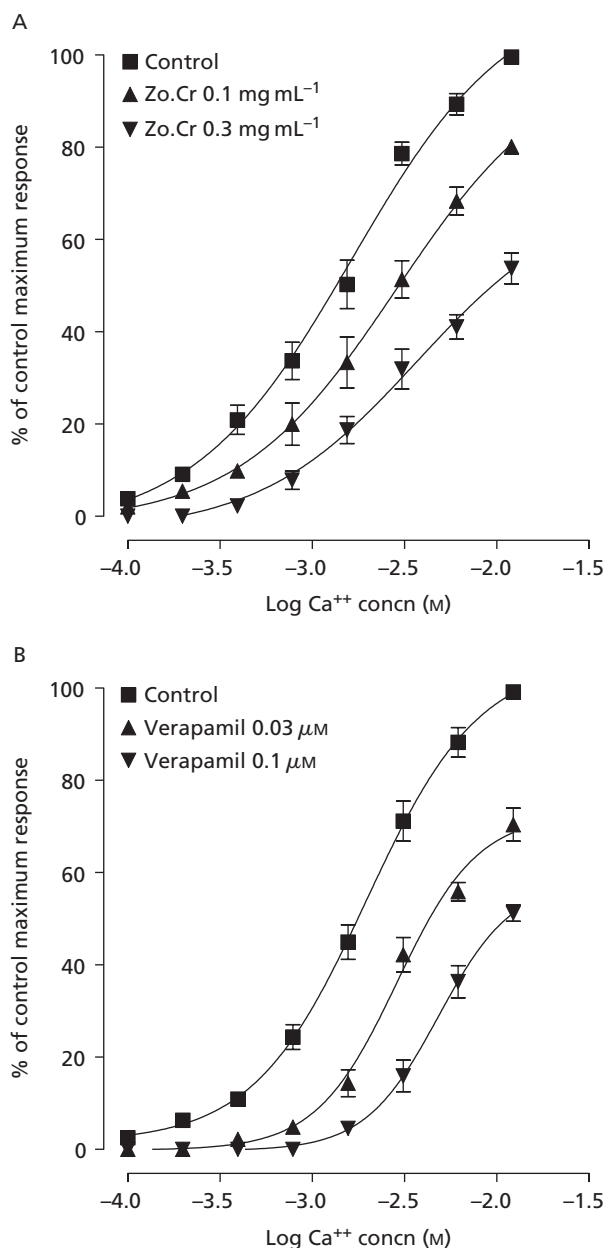 A
■ Control
▲ Zo.Cr 0.1 mg mL⁻¹
▼ Zo.Cr 0.3 mg mL⁻¹
% of control maximum response
100
80
60
40
20
0
−4.0 −3.5 −3.0 −2.5 −2.0 −1.5
Log Ca⁺⁺ concn (M)
B
■ Control
▲ Verapamil 0.03 μM
▼ Verapamil 0.1 μM
% of control maximum response
100
80
60
40
20
0
−4.0 −3.5 −3.0 −2.5 −2.0 −1.5
Log Ca⁺⁺ concn (M)